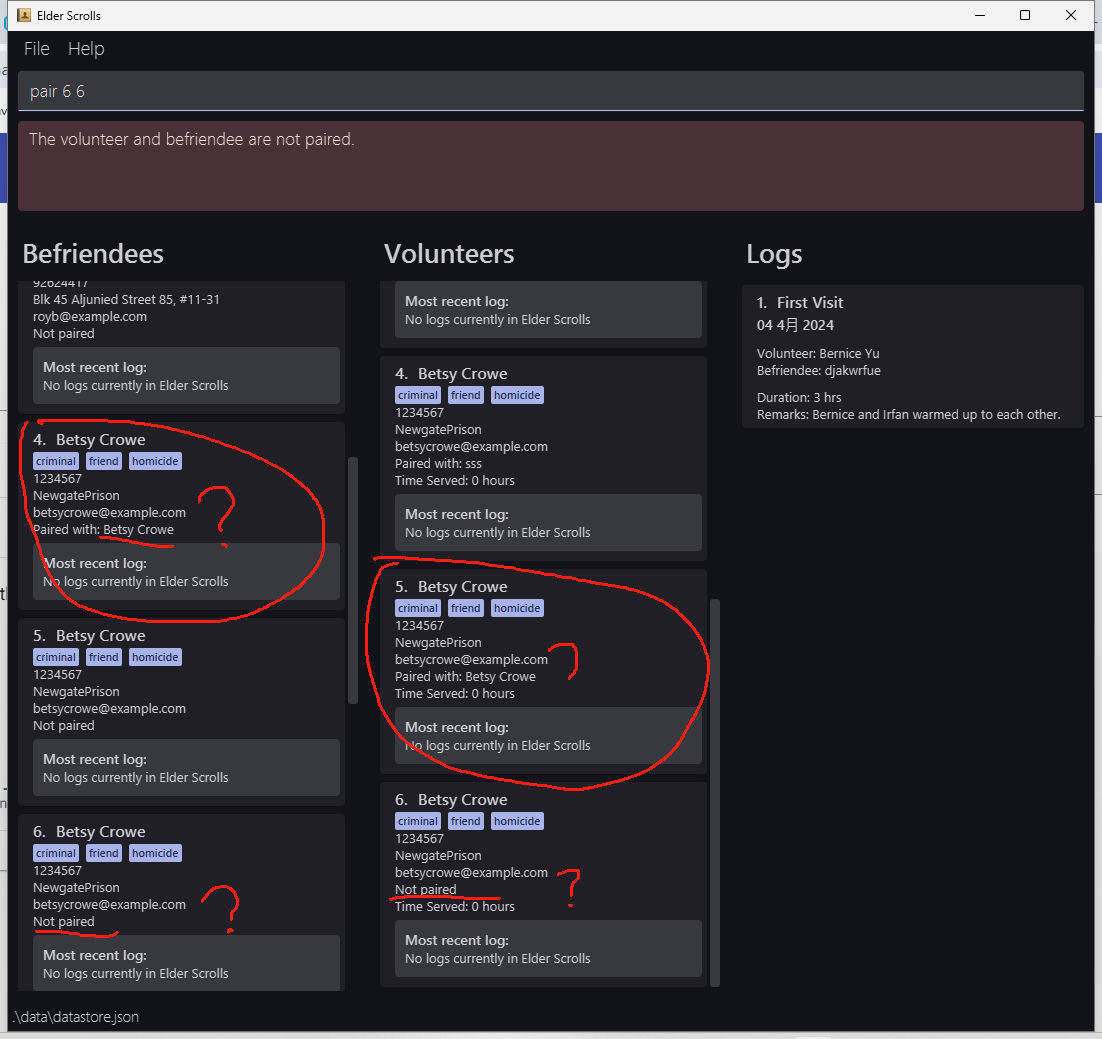 Elder Scrolls
File Help
pair 6 6
The volunteer and befriendee are not paired.
Befriendees
92624417
Blk 45 Aljunied Street 85, #11-31
royb@example.com
Not paired
Most recent log:
No logs currently in Elder Scrolls
4. Betsy Crowe
criminal friend homicide
1234567
NewgatePrison
betsycrowe@example.com
Paired with: Betsy Crowe
?
Most recent log:
No logs currently in Elder Scrolls
5. Betsy Crowe
criminal friend homicide
1234567
NewgatePrison
betsycrowe@example.com
Not paired
Most recent log:
No logs currently in Elder Scrolls
6. Betsy Crowe
criminal friend homicide
1234567
NewgatePrison
betsycrowe@example.com
Not paired
?
Most recent log:
No logs currently in Elder Scrolls
Volunteers
Most recent log:
No logs currently in Elder Scrolls
4. Betsy Crowe
criminal friend homicide
1234567
NewgatePrison
betsycrowe@example.com
Paired with: sss
Time Served: 0 hours
Most recent log:
No logs currently in Elder Scrolls
5. Betsy Crowe
criminal friend homicide
1234567
NewgatePrison
betsycrowe@example.com
Paired with: Betsy Crowe
Time Served: 0 hours
Most recent log:
No logs currently in Elder Scrolls
6. Betsy Crowe
criminal friend homicide
1234567
NewgatePrison
betsycrowe@example.com
Not paired
?
Time Served: 0 hours
Most recent log:
No logs currently in Elder Scrolls
Logs
1. First Visit
04 4月 2024
Volunteer: Bernice Yu
Befriendee: djakwrfue
Duration: 3 hrs
Remarks: Bernice and Irfan warmed up to each other.
.\data\datastore.json